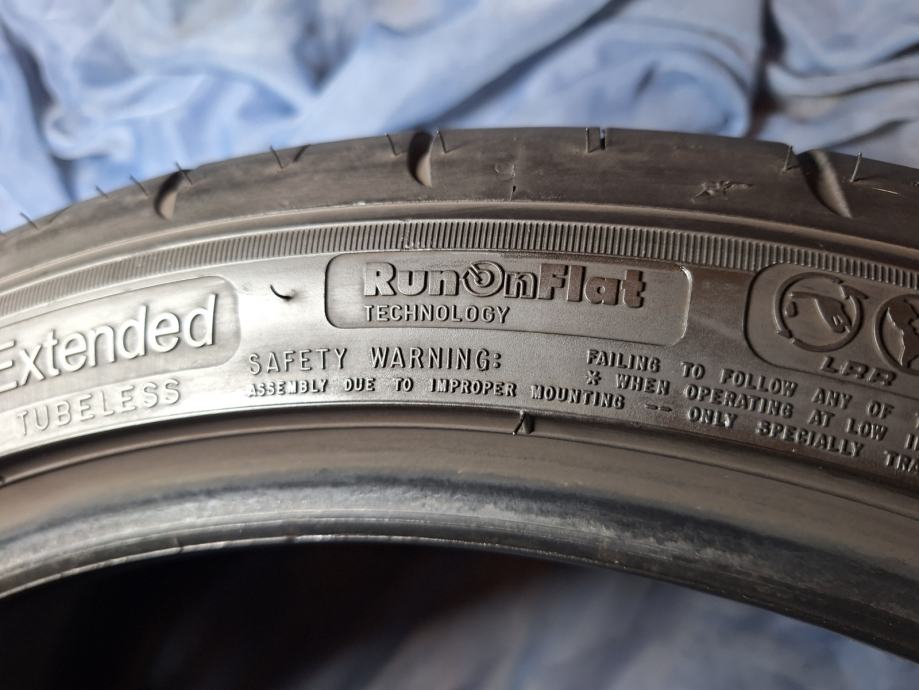 Extended
TUBELESS
RunOnFlat
TECHNOLOGY
SAFETY WARNING:
ASSEMBLY DUE TO IMPROPER MOUNTING --
FAILING TO FOLLOW ANY OF
* WHEN OPERATING AT LOW
ONLY SPECIALLY
LRR